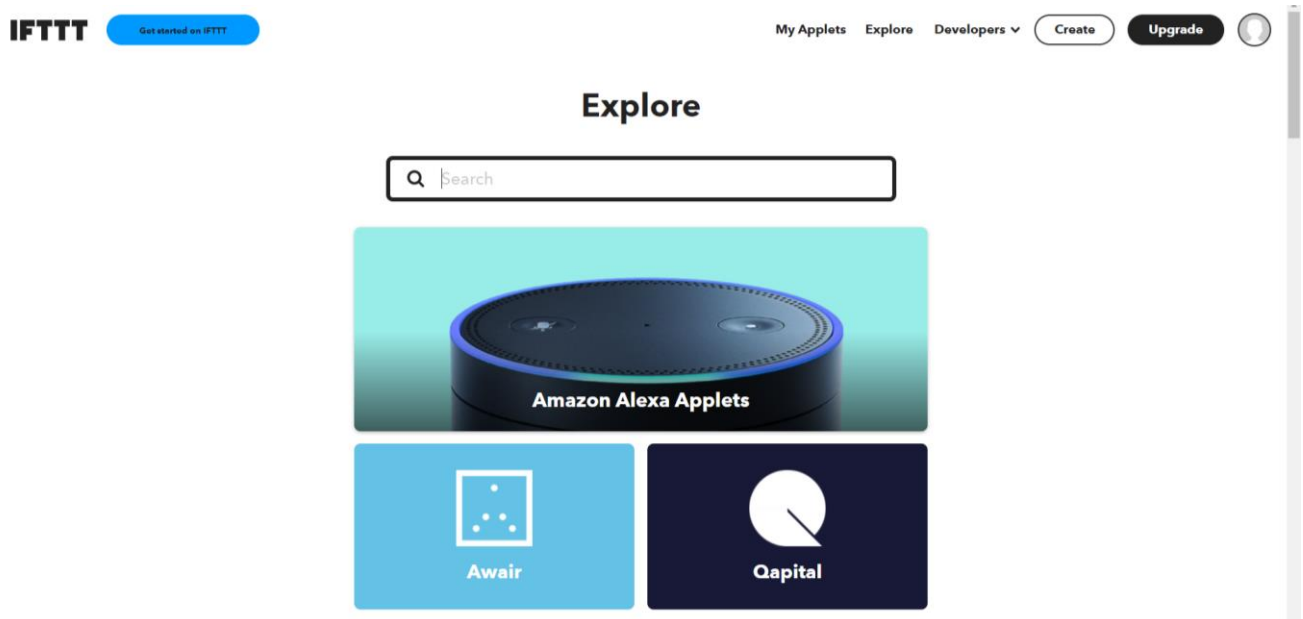 IFTTT
Get started on IFTTT
My Applets Explore Developers Create Upgrade
Explore
Search
Amazon Alexa Applets
Awair
Qapital